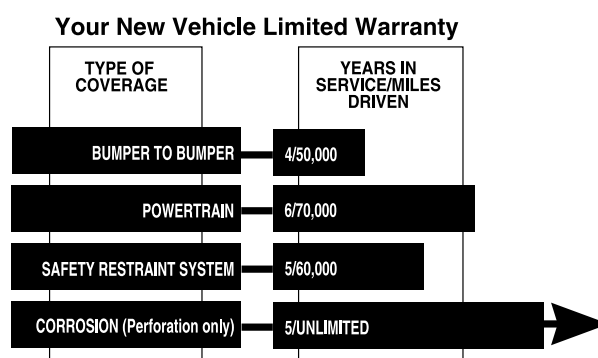 Your New Vehicle Limited Warranty
TYPE OF
COVERAGE
YEARS IN
SERVICE/MILES
DRIVEN
BUMPER TO BUMPER
4/50,000
POWERTRAIN
6/70,000
SAFETY RESTRAINT SYSTEM
5/60,000
CORROSION (Perforation only)
5/UNLIMITED